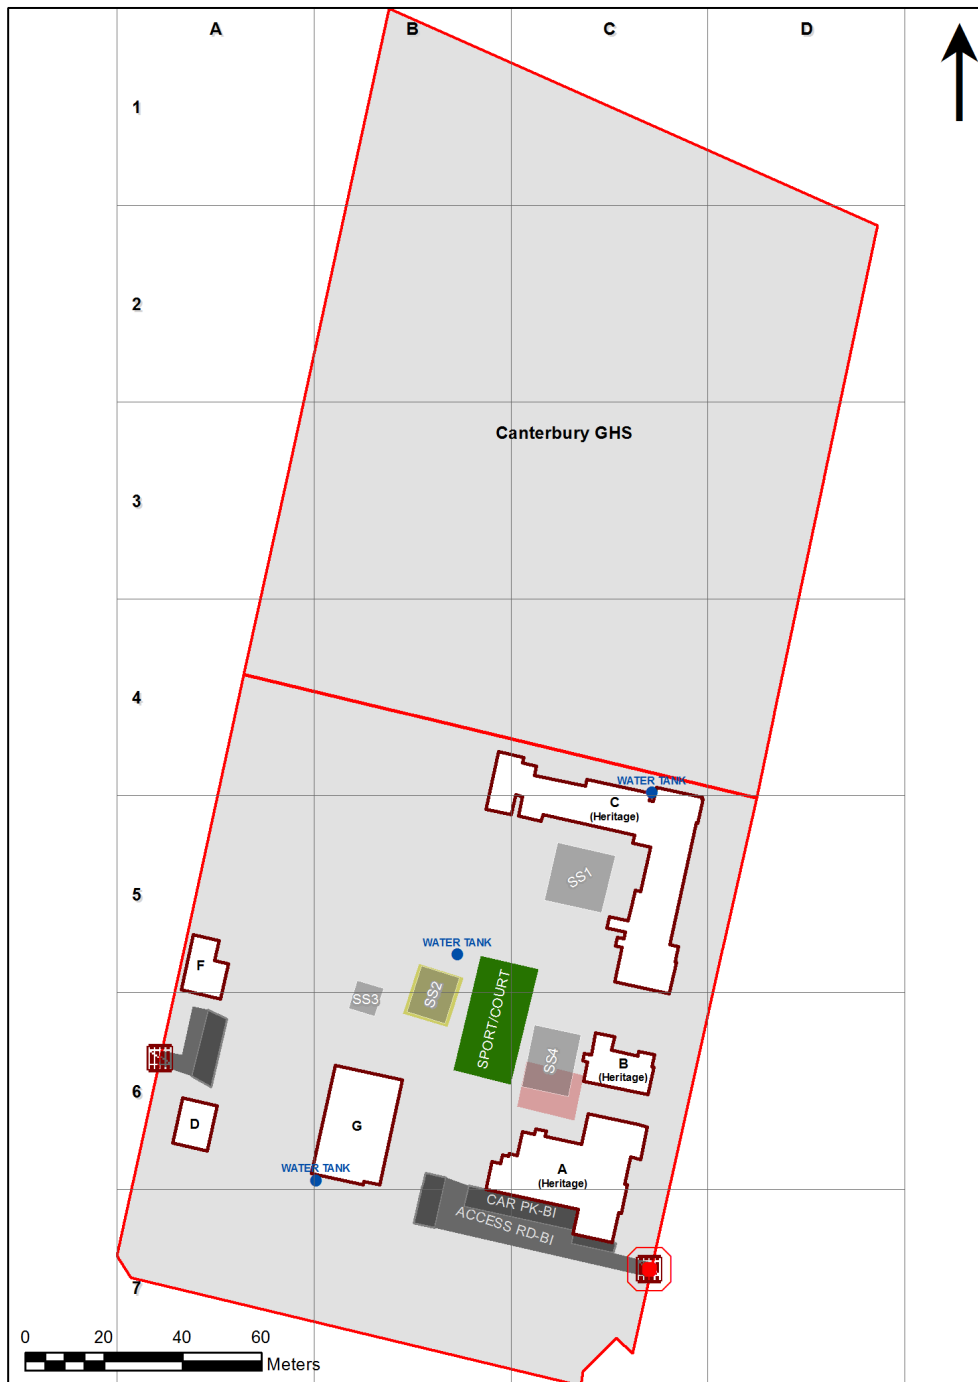 A B C D
1
2
Canterbury GHS
3
4
WATER TANK
C
(Heritage)
SS1
5
WATER TANK
F
SS2
SS3
SPORT/COURT
SS4
B
(Heritage)
6
D
G
A
(Heritage)
WATER TANK
CAR PK-BI
ACCESS RD-BI
7
0 20 40 60
Meters